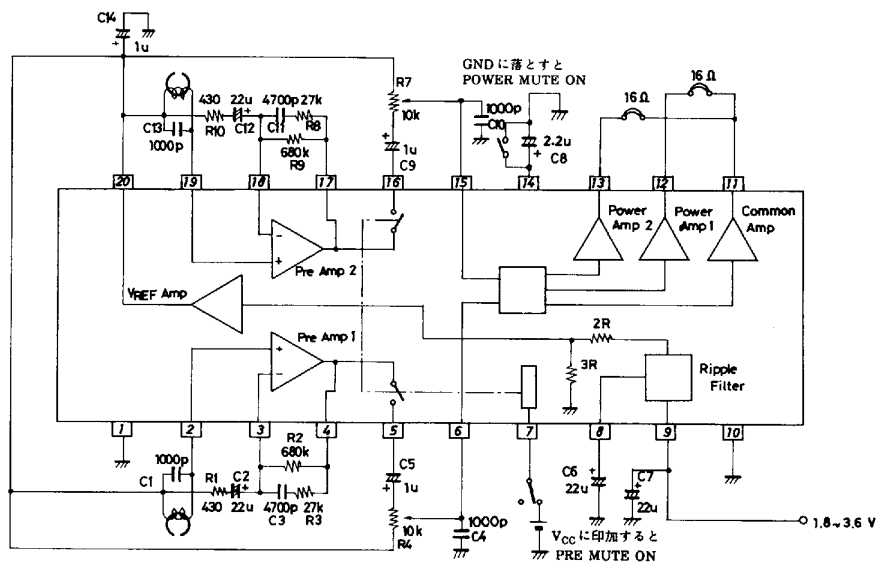 C14
1u
GNDに落とすと
POWER MUTE ON
16Ω
16Ω
R7
10k
1000p
C10
2.2u
C8
430
R10
22u
C12
4700p
C11
27k
R8
680k
R9
C13
1000p
1u
C9
20
19
18
17
16
15
14
13
12
11
Power
Amp 2
Power
Amp 1
Common
Amp
Pre Amp 2
VREF Amp
Pre Amp 1
2R
3R
Ripple
Filter
1
2
3
4
5
6
7
8
9
10
1000p
C1
R1
430
C2
22u
R2
680k
4700p
C3
27k
R3
C5
1u
10k
R4
1000p
C4
C6
22u
C7
22u
VCCに印加すると
PRE MUTE ON
1.8~3.6 V